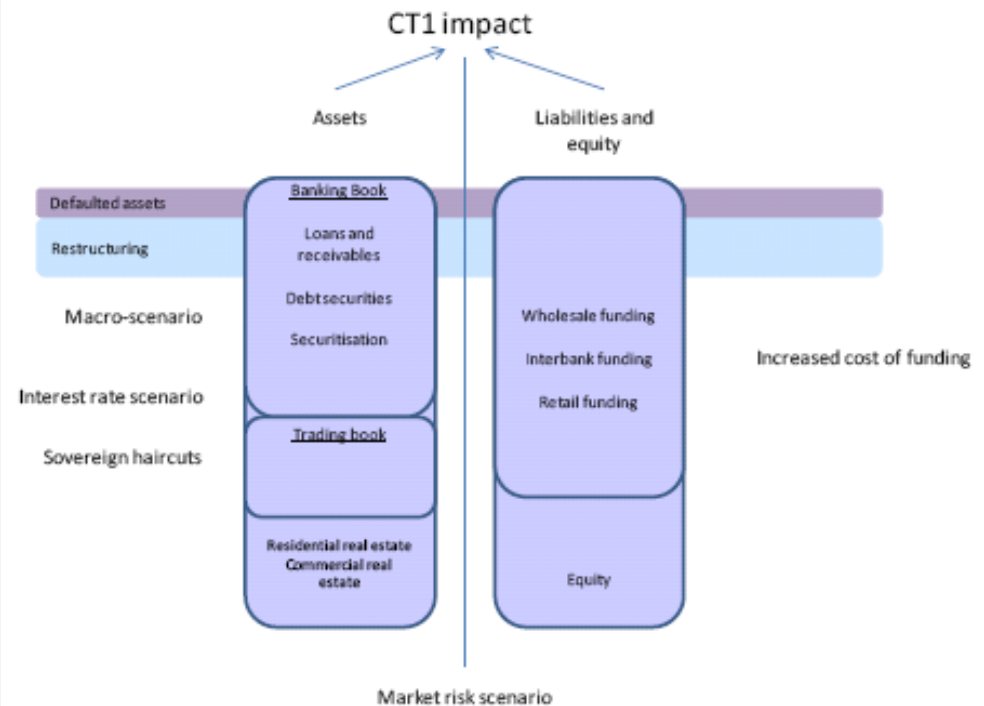 CT1 impact
Assets
Liabilities and
equity
Defaulted assets
Restructuring
Macro-scenario
Interest rate scenario
Sovereign haircuts
Banking Book
Loans and
receivables
Debt securities
Securitisation
Trading book
Residential real estate
Commercial real
estate
Wholesale funding
Interbank funding
Retail funding
Equity
Increased cost of funding
Market risk scenario